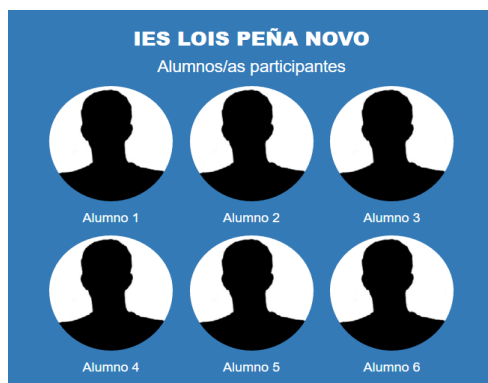 IES LOIS PEÑA NOVO
Alumnos/as participantes
Alumno 1 Alumno 2 Alumno 3
Alumno 4 Alumno 5 Alumno 6